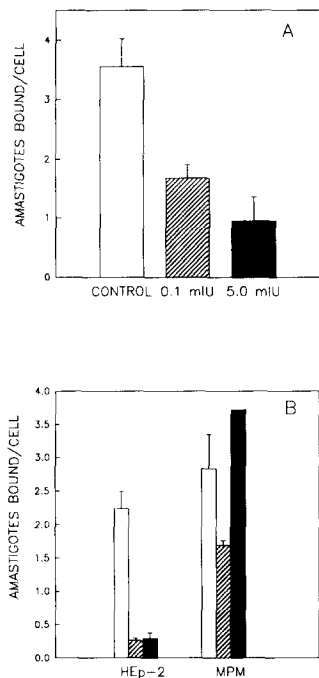 A
AMASTIGOTES BOUND/CELL
4
3
2
1
0
CONTROL 0.1 mIU 5.0 mIU
B
AMASTIGOTES BOUND/CELL
4.0
3.5
3.0
2.5
2.0
1.5
1.0
0.5
0.0
HEp-2 MPM